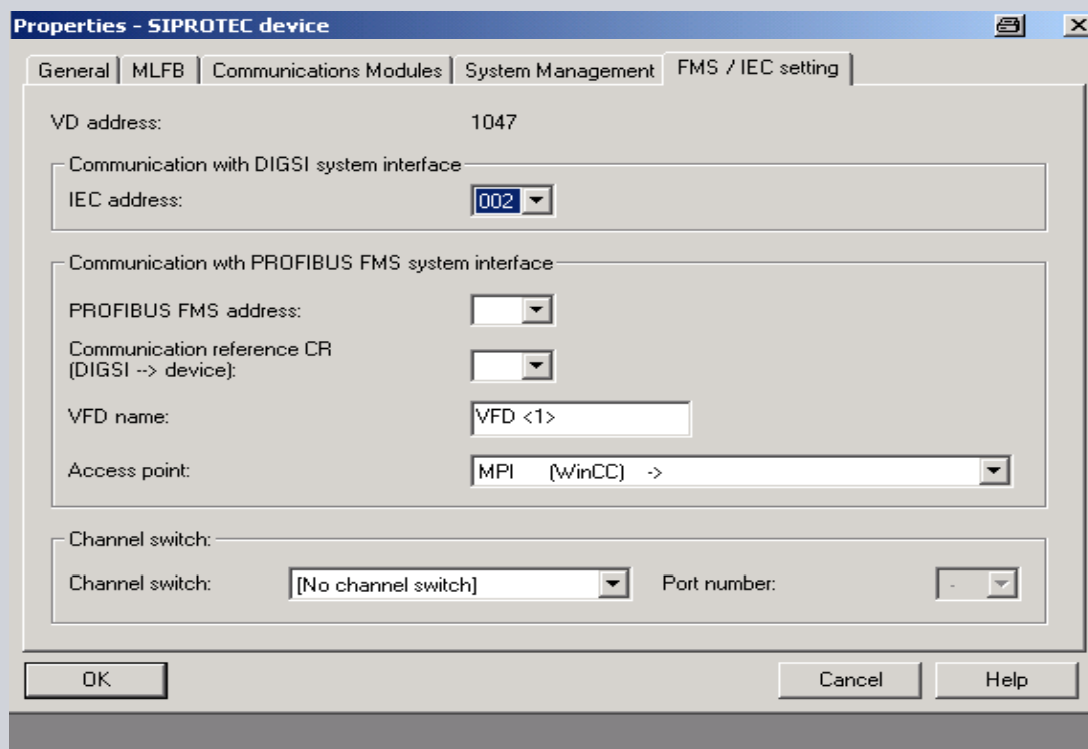 Properties - SIPROTEC device
General MLFB Communications Modules System Management FMS / IEC setting
VD address: 1047
Communication with DIGSI system interface
IEC address: 002
Communication wth PROFIBUS FMS system interface
PROFIBUS FMS address:
Communication reference CR
(DIGSI --> device):
VFD name: VFD <1>
Access point: MPI (WinCC) ->
Channel switch:
Channel switch: [No channel switch] Port number: -
OK Cancel Help